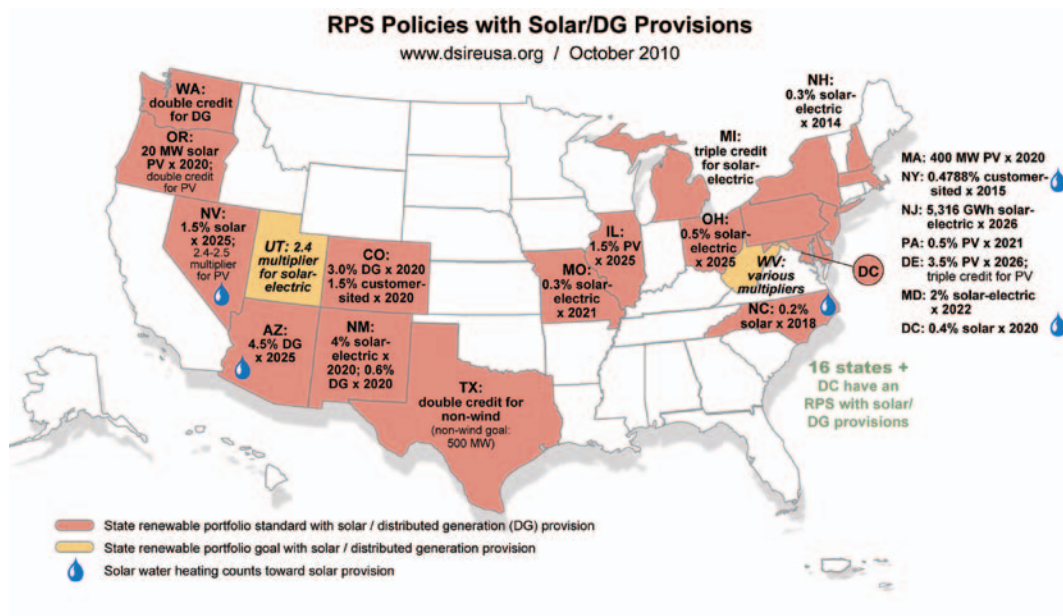 RPS Policies with Solar/DG Provisions
www.dsireusa.org / October 2010
WA:
double credit
for DG
OR:
20 MW solar
PV x 2020;
double credit
for PV
NV:
1.5% solar
x 2025;
2.4-2.5
multiplier
for PV
UT: 2.4
multiplier
for solar-
electric
CO:
3.0% DG x 2020
1.5% customer-
sited x 2020
AZ:
4.5% DG
x 2025
NM:
4% solar-
electric x
2020; 0.6%
DG x 2020
TX:
double credit for
non-wind
(non-wind goal:
500 MW)
MO:
0.3% solar-
electric
x 2021
IL:
1.5% PV
x 2025
MI:
triple credit
for solar-
electric
OH:
0.5% solar-
electric
x 2025
WV:
various
multipliers
NC: 0.2%
solar x 2018
DC
NH:
0.3% solar-
electric
x 2014
MA: 400 MW PV x 2020
NY: 0.4788% customer-
sited x 2015
NJ: 5,316 GWh solar-
electric x 2026
PA: 0.5% PV x 2021
DE: 3.5% PV x 2026;
triple credit for PV
MD: 2% solar-electric
x 2022
DC: 0.4% solar x 2020
16 states +
DC have an
RPS with solar/
DG provisions
State renewable portfolio standard with solar / distributed generation (DG) provision
State renewable portfolio goal with solar / distributed generation provision
Solar water heating counts toward solar provision